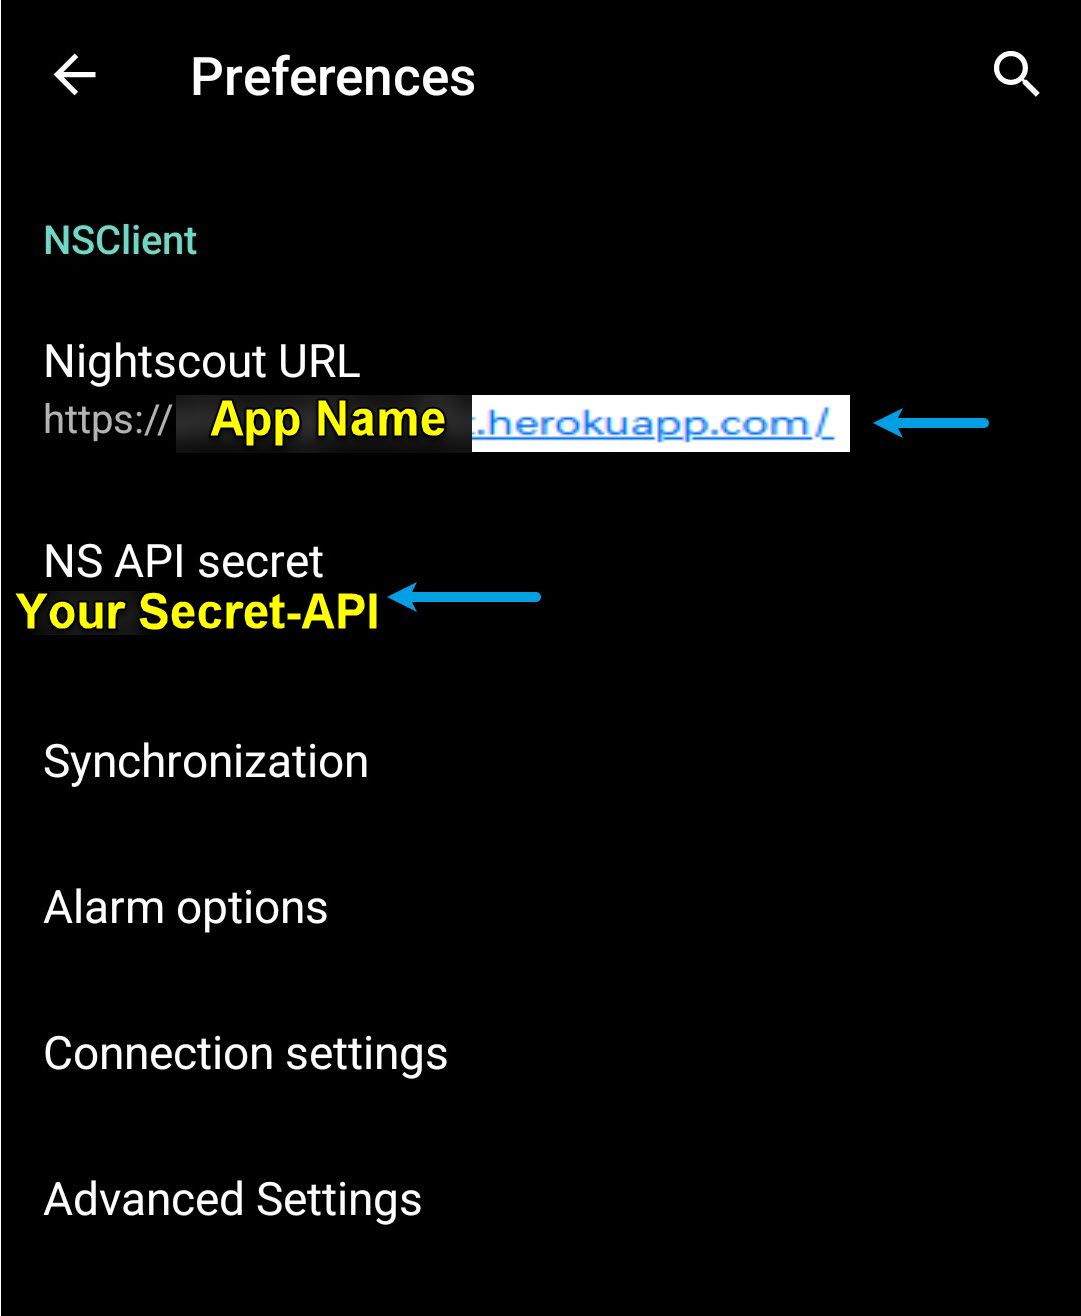 Preferences
NSClient
Nightscout URL
https:// App Name .herokuapp.com/
NS API secret
Your Secret-API
Synchronization
Alarm options
Connection settings
Advanced Settings